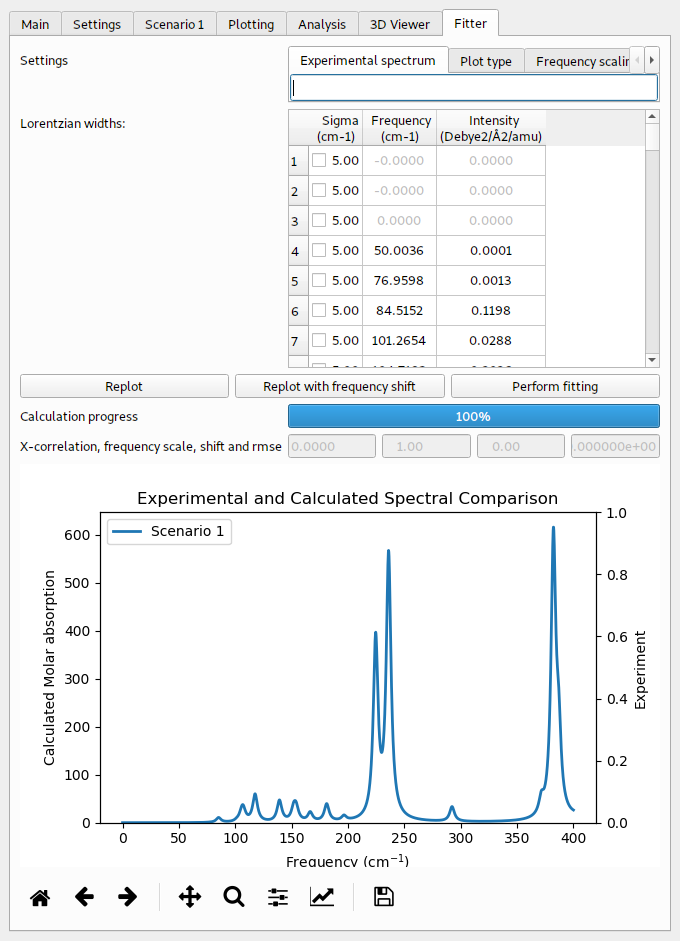 Main Settings Scenario 1 Plotting Analysis 3D Viewer Fitter
Settings
Experimental spectrum Plot type Frequency scalin
Lorentzian widths:
Sigma (cm-1) Frequency (cm-1) Intensity (Debye2/Å2/amu)
1 5.00 -0.0000 0.0000
2 5.00 -0.0000 0.0000
3 5.00 0.0000 0.0000
4 5.00 50.0036 0.0001
5 5.00 76.9598 0.0013
6 5.00 84.5152 0.1198
7 5.00 101.2654 0.0288
Replot Replot with frequency shift Perform fitting
Calculation progress 100%
X-correlation, frequency scale, shift and rmse 0.0000 1.00 0.00 .000000e+00
Experimental and Calculated Spectral Comparison
Scenario 1
Calculated Molar absorption
600
500
400
300
200
100
0
1.0
0.8
0.6
0.4
0.2
0.0
Experiment
0 50 100 150 200 250 300 350 400
Frequency (cm⁻¹)